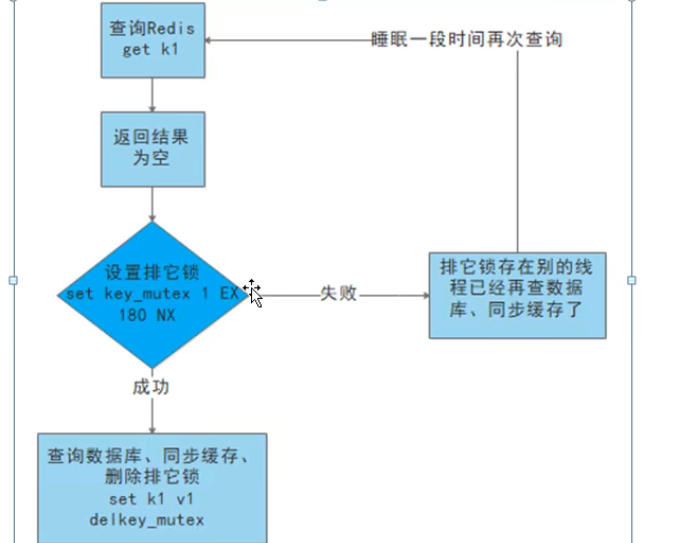 查询Redis
get k1
睡眠一段时间再次查询
返回结果
为空
设置排它锁
set key_mutex 1 EX
180 NX
失败
排它锁存在别的线
程已经再查数据
库、同步缓存了
成功
查询数据库、同步缓存、
删除排它锁
set k1 v1
delkey_mutex